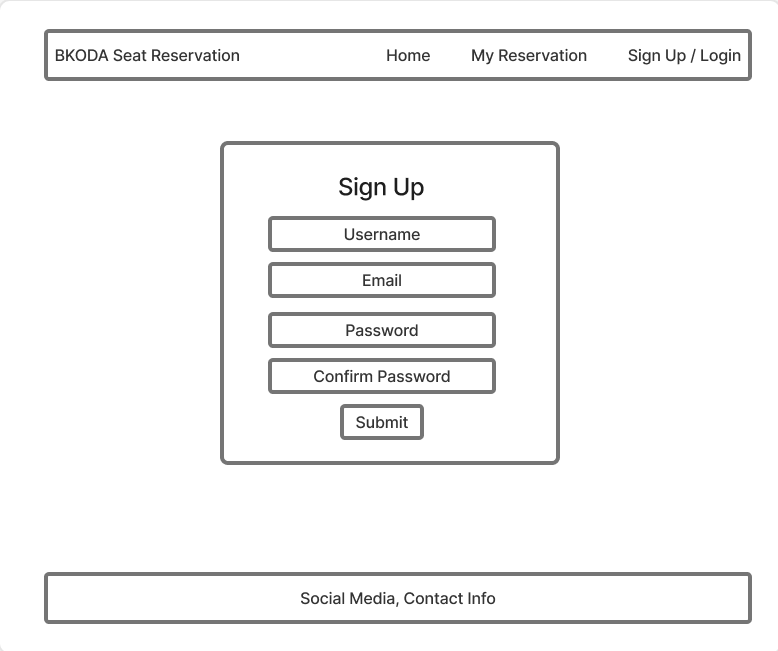 BKODA Seat Reservation Home My Reservation Sign Up / Login
Sign Up
Username
Email
Password
Confirm Password
Submit
Social Media, Contact Info